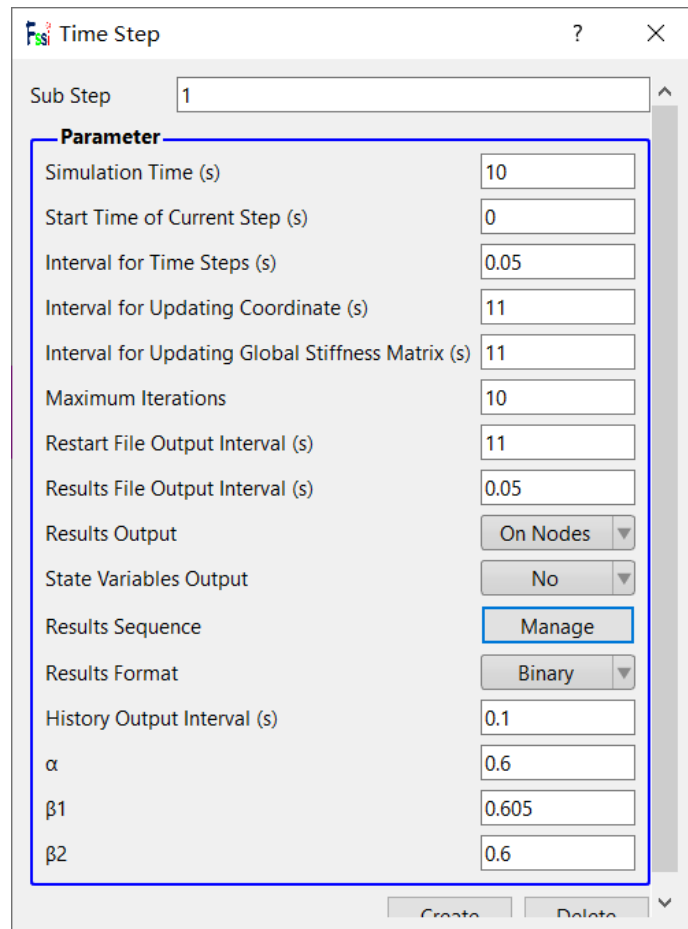 Fssi Time Step ?
Sub Step 1
Parameter
Simulation Time (s) 10
Start Time of Current Step (s) 0
Interval for Time Steps (s) 0.05
Interval for Updating Coordinate (s) 11
Interval for Updating Global Stiffness Matrix (s) 11
Maximum Iterations 10
Restart File Output Interval (s) 11
Results File Output Interval (s) 0.05
Results Output On Nodes
State Variables Output No
Results Sequence Manage
Results Format Binary
History Output Interval (s) 0.1
α 0.6
β1 0.605
β2 0.6
Create Delete